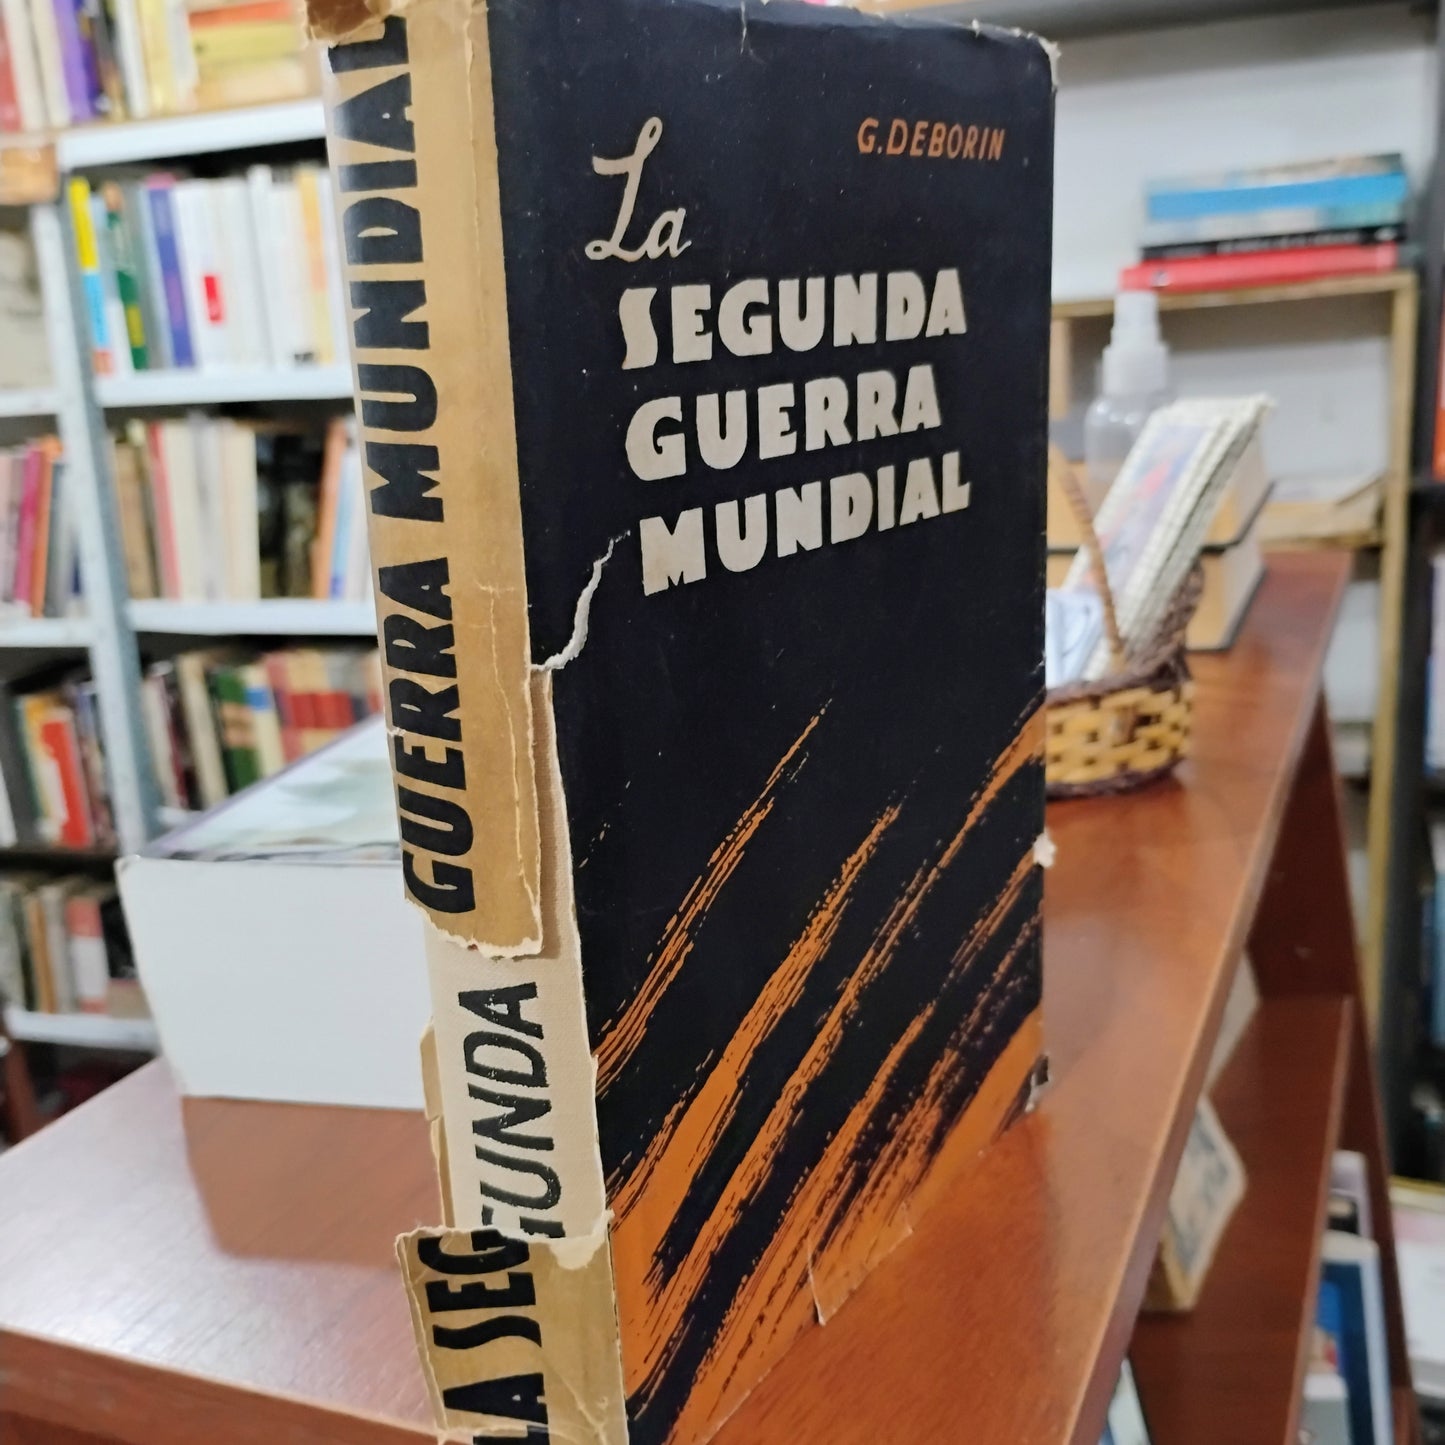 G. DEBORIN
La
SEGUNDA
GUERRA
MUNDIAL
LA SEGUNDA GUERRA MUNDIAL